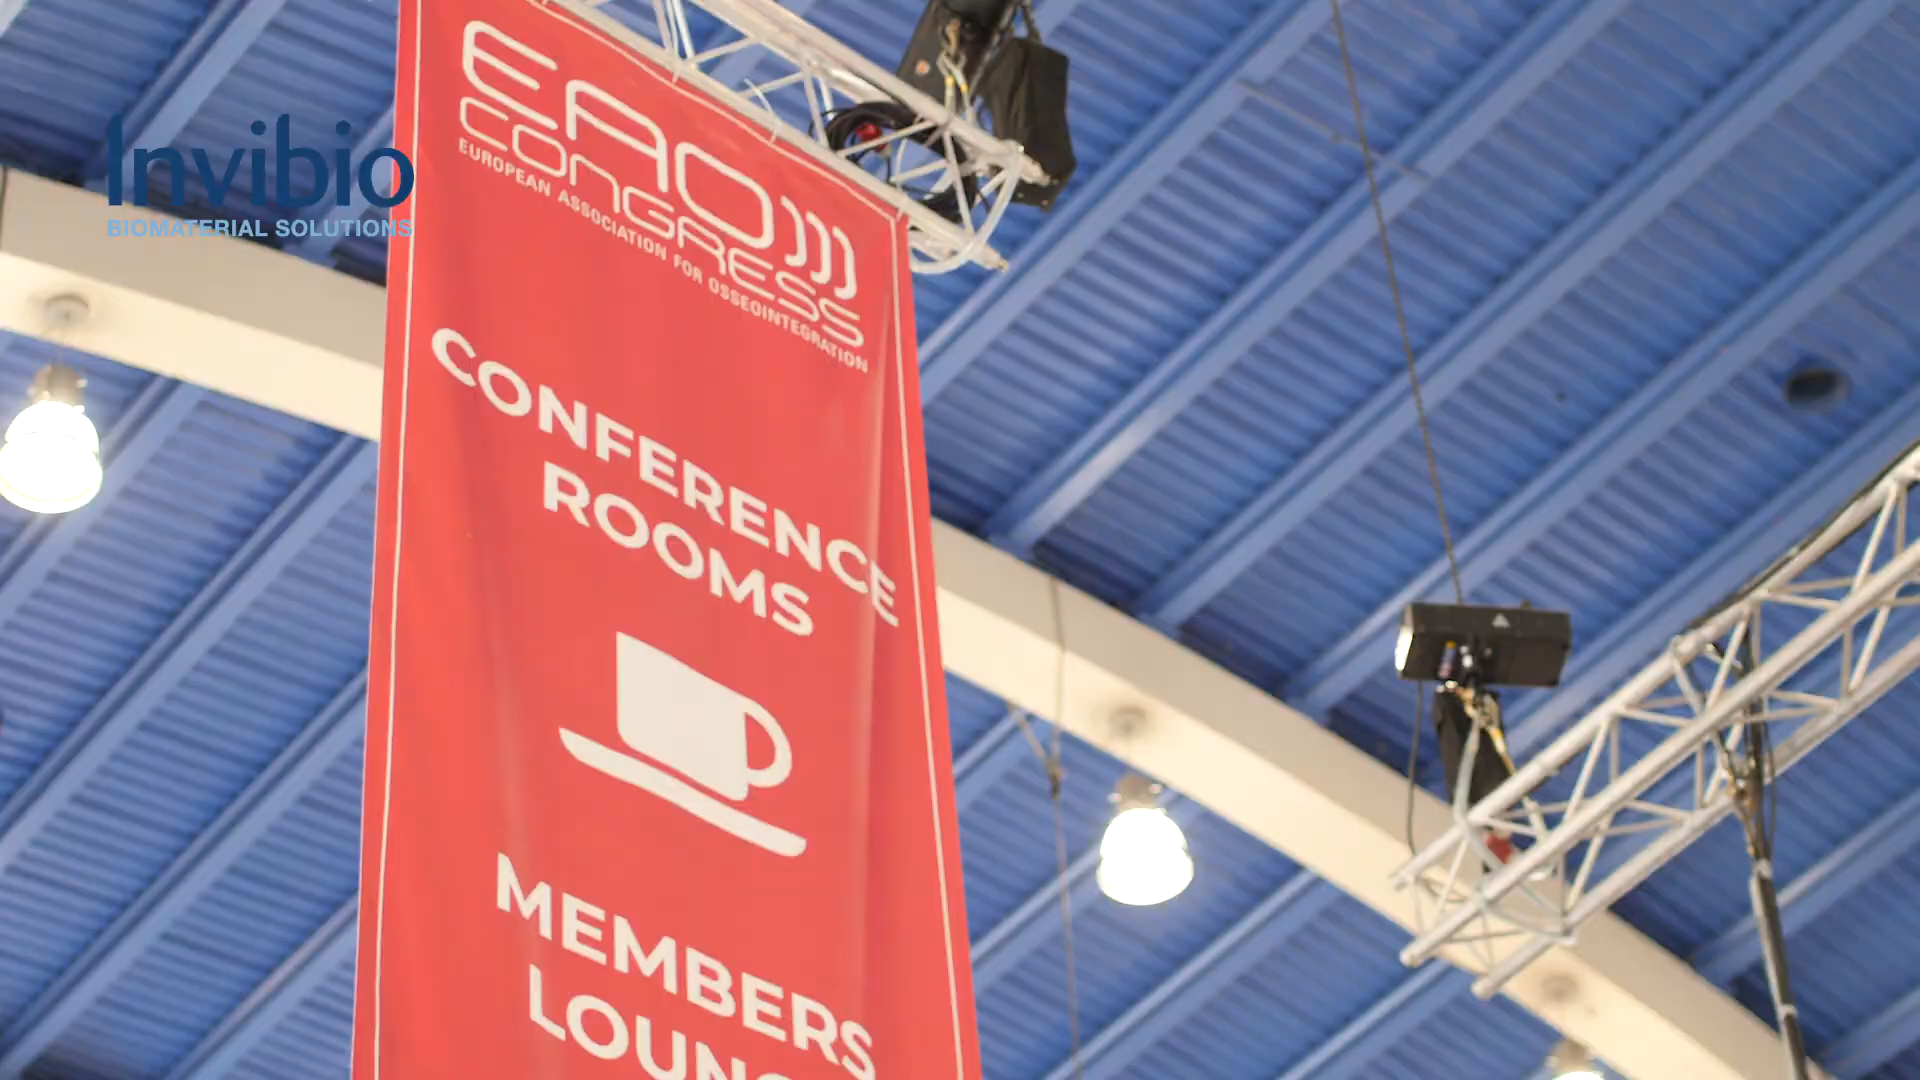 Invibio
BIOMATERIAL SOLUTIONS
EAO
CONGRESS
EUROPEAN ASSOCIATION FOR OSSEOINTEGRATION
CONFERENCE
ROOMS
MEMBERS